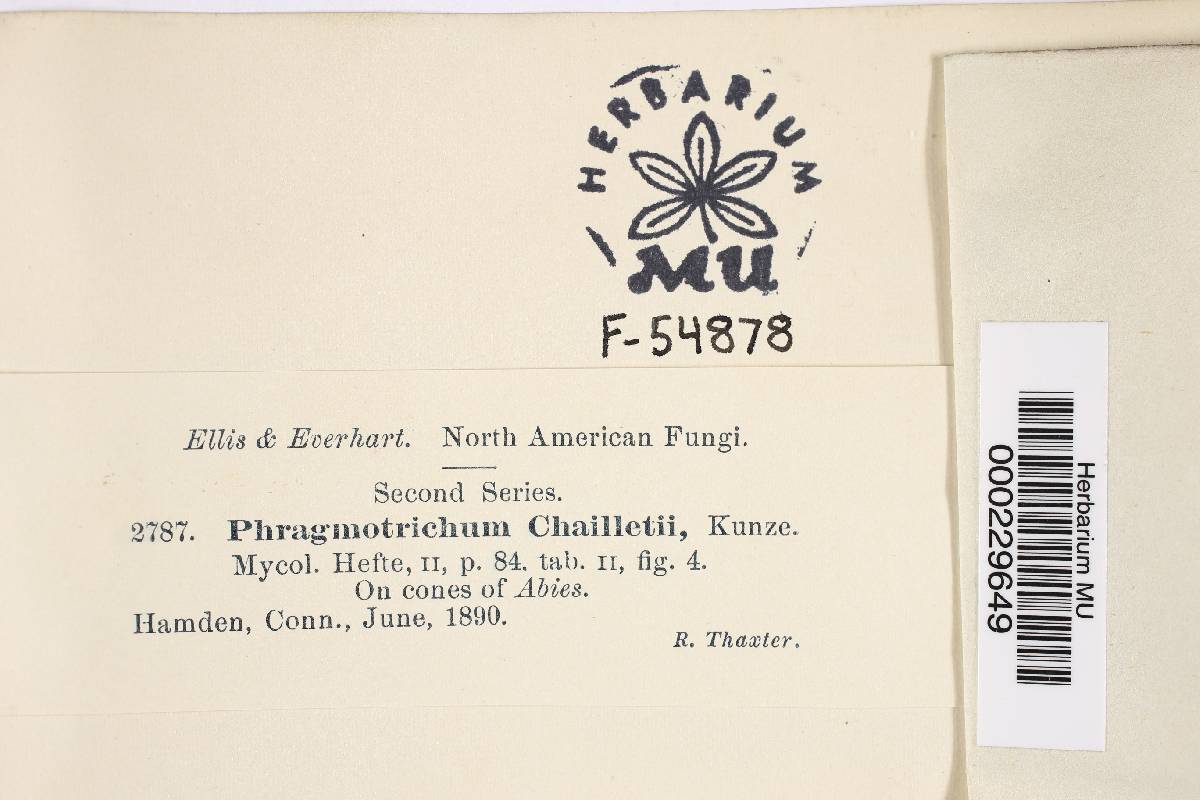 HERBARIUM
MU
F-54878
Ellis & Everhart. North American Fungi.
Second Series.
2787. Phragmotrichum Chailletii, Kunze.
Mycol. Hefte, II, p. 84. tab. II, fig. 4.
On cones of Abies.
Hamden, Conn., June, 1890.
R. Thaxter.
Herbarium MU
000229649